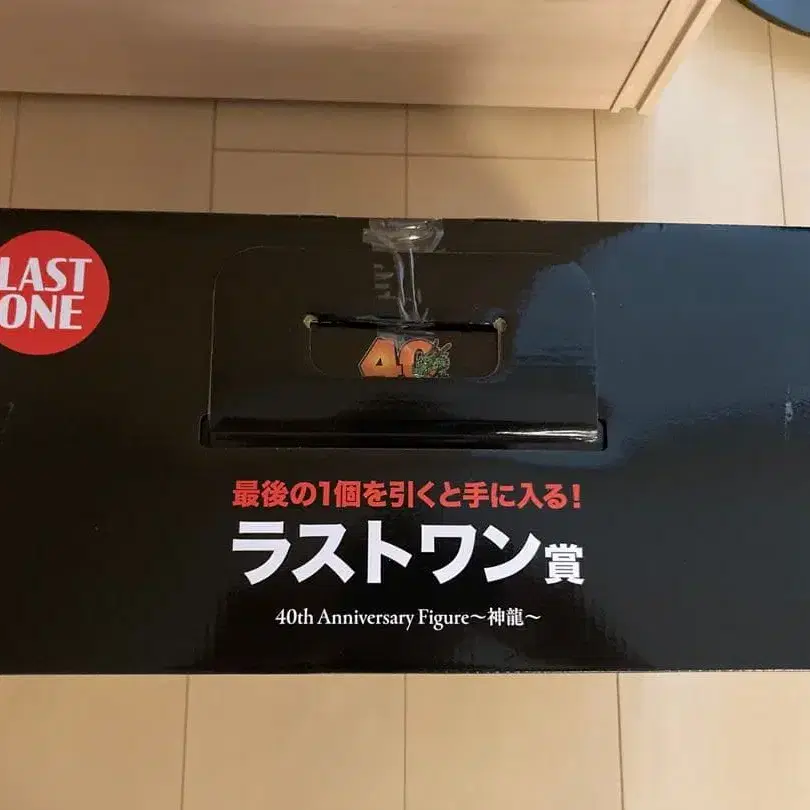 LAST
ONE
40
最後の1個を引くと手に入る!
ラストワン賞
40th Anniversary Figure〜神龍〜